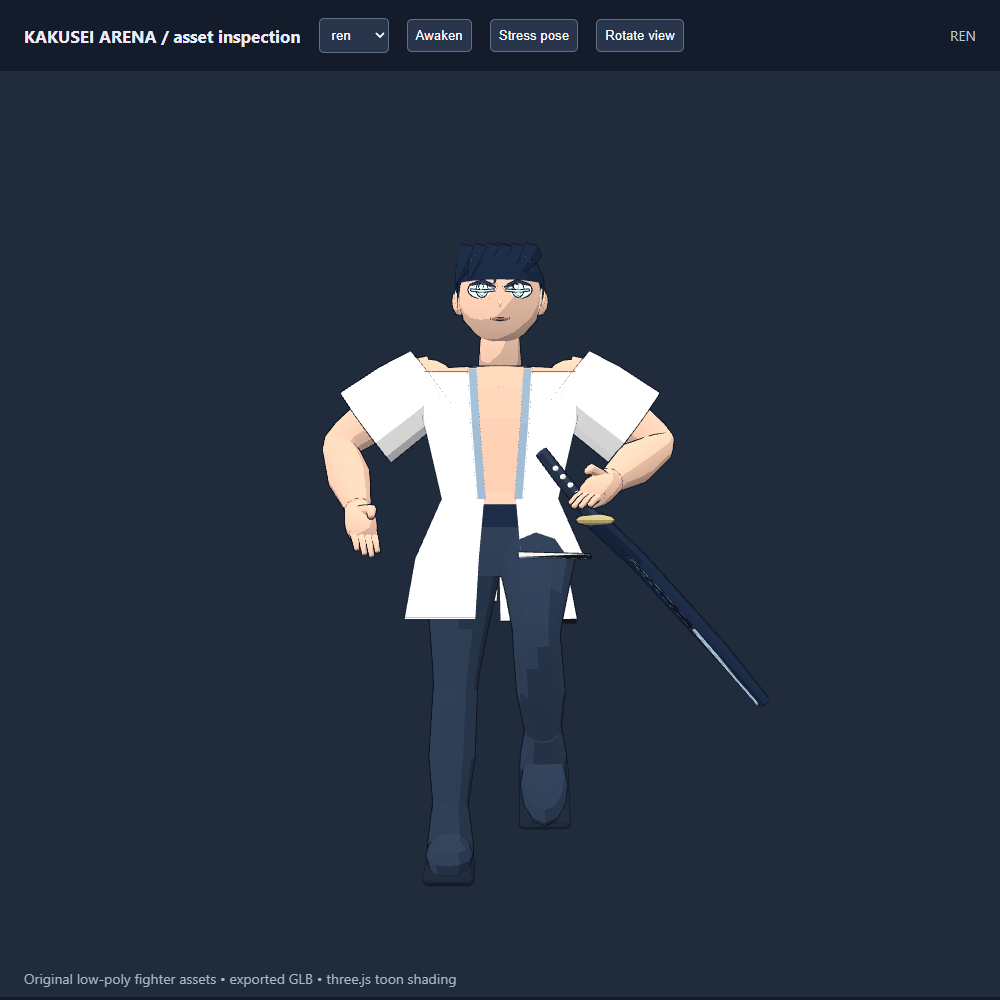 KAKUSEI ARENA / asset inspection
ren
Awaken
Stress pose
Rotate view
REN
Original low-poly fighter assets • exported GLB • three.js toon shading